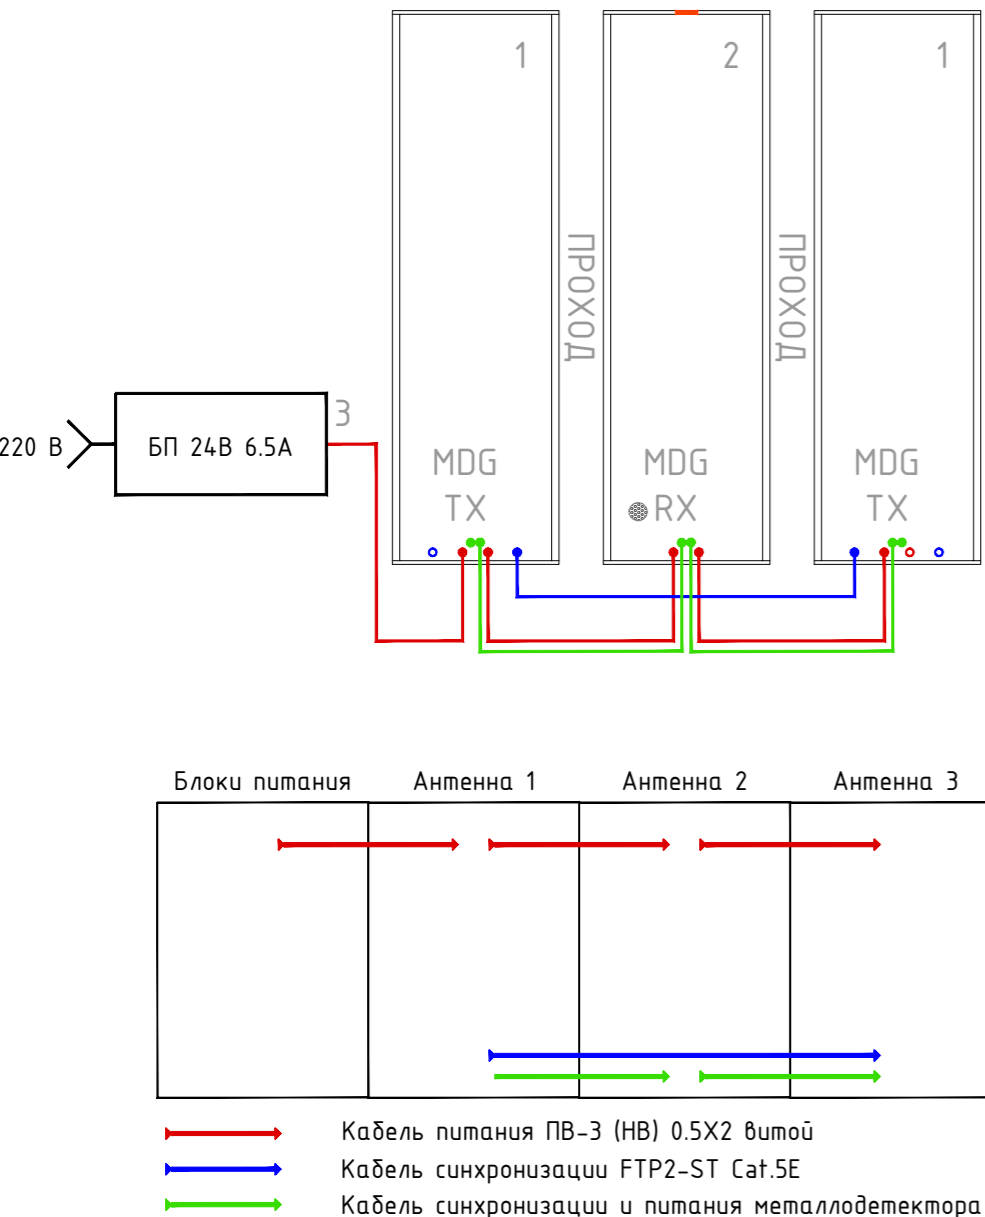 1
2
1
ПРОХОД
ПРОХОД
3
220 В
БП 24В 6.5А
MDG
TX
MDG
RX
MDG
TX
Блоки питания
Антенна 1
Антенна 2
Антенна 3
Кабель питания ПВ-3 (НВ) 0.5Х2 витой
Кабель синхронизации FTP2-ST Cat.5E
Кабель синхронизации и питания металлодетектора